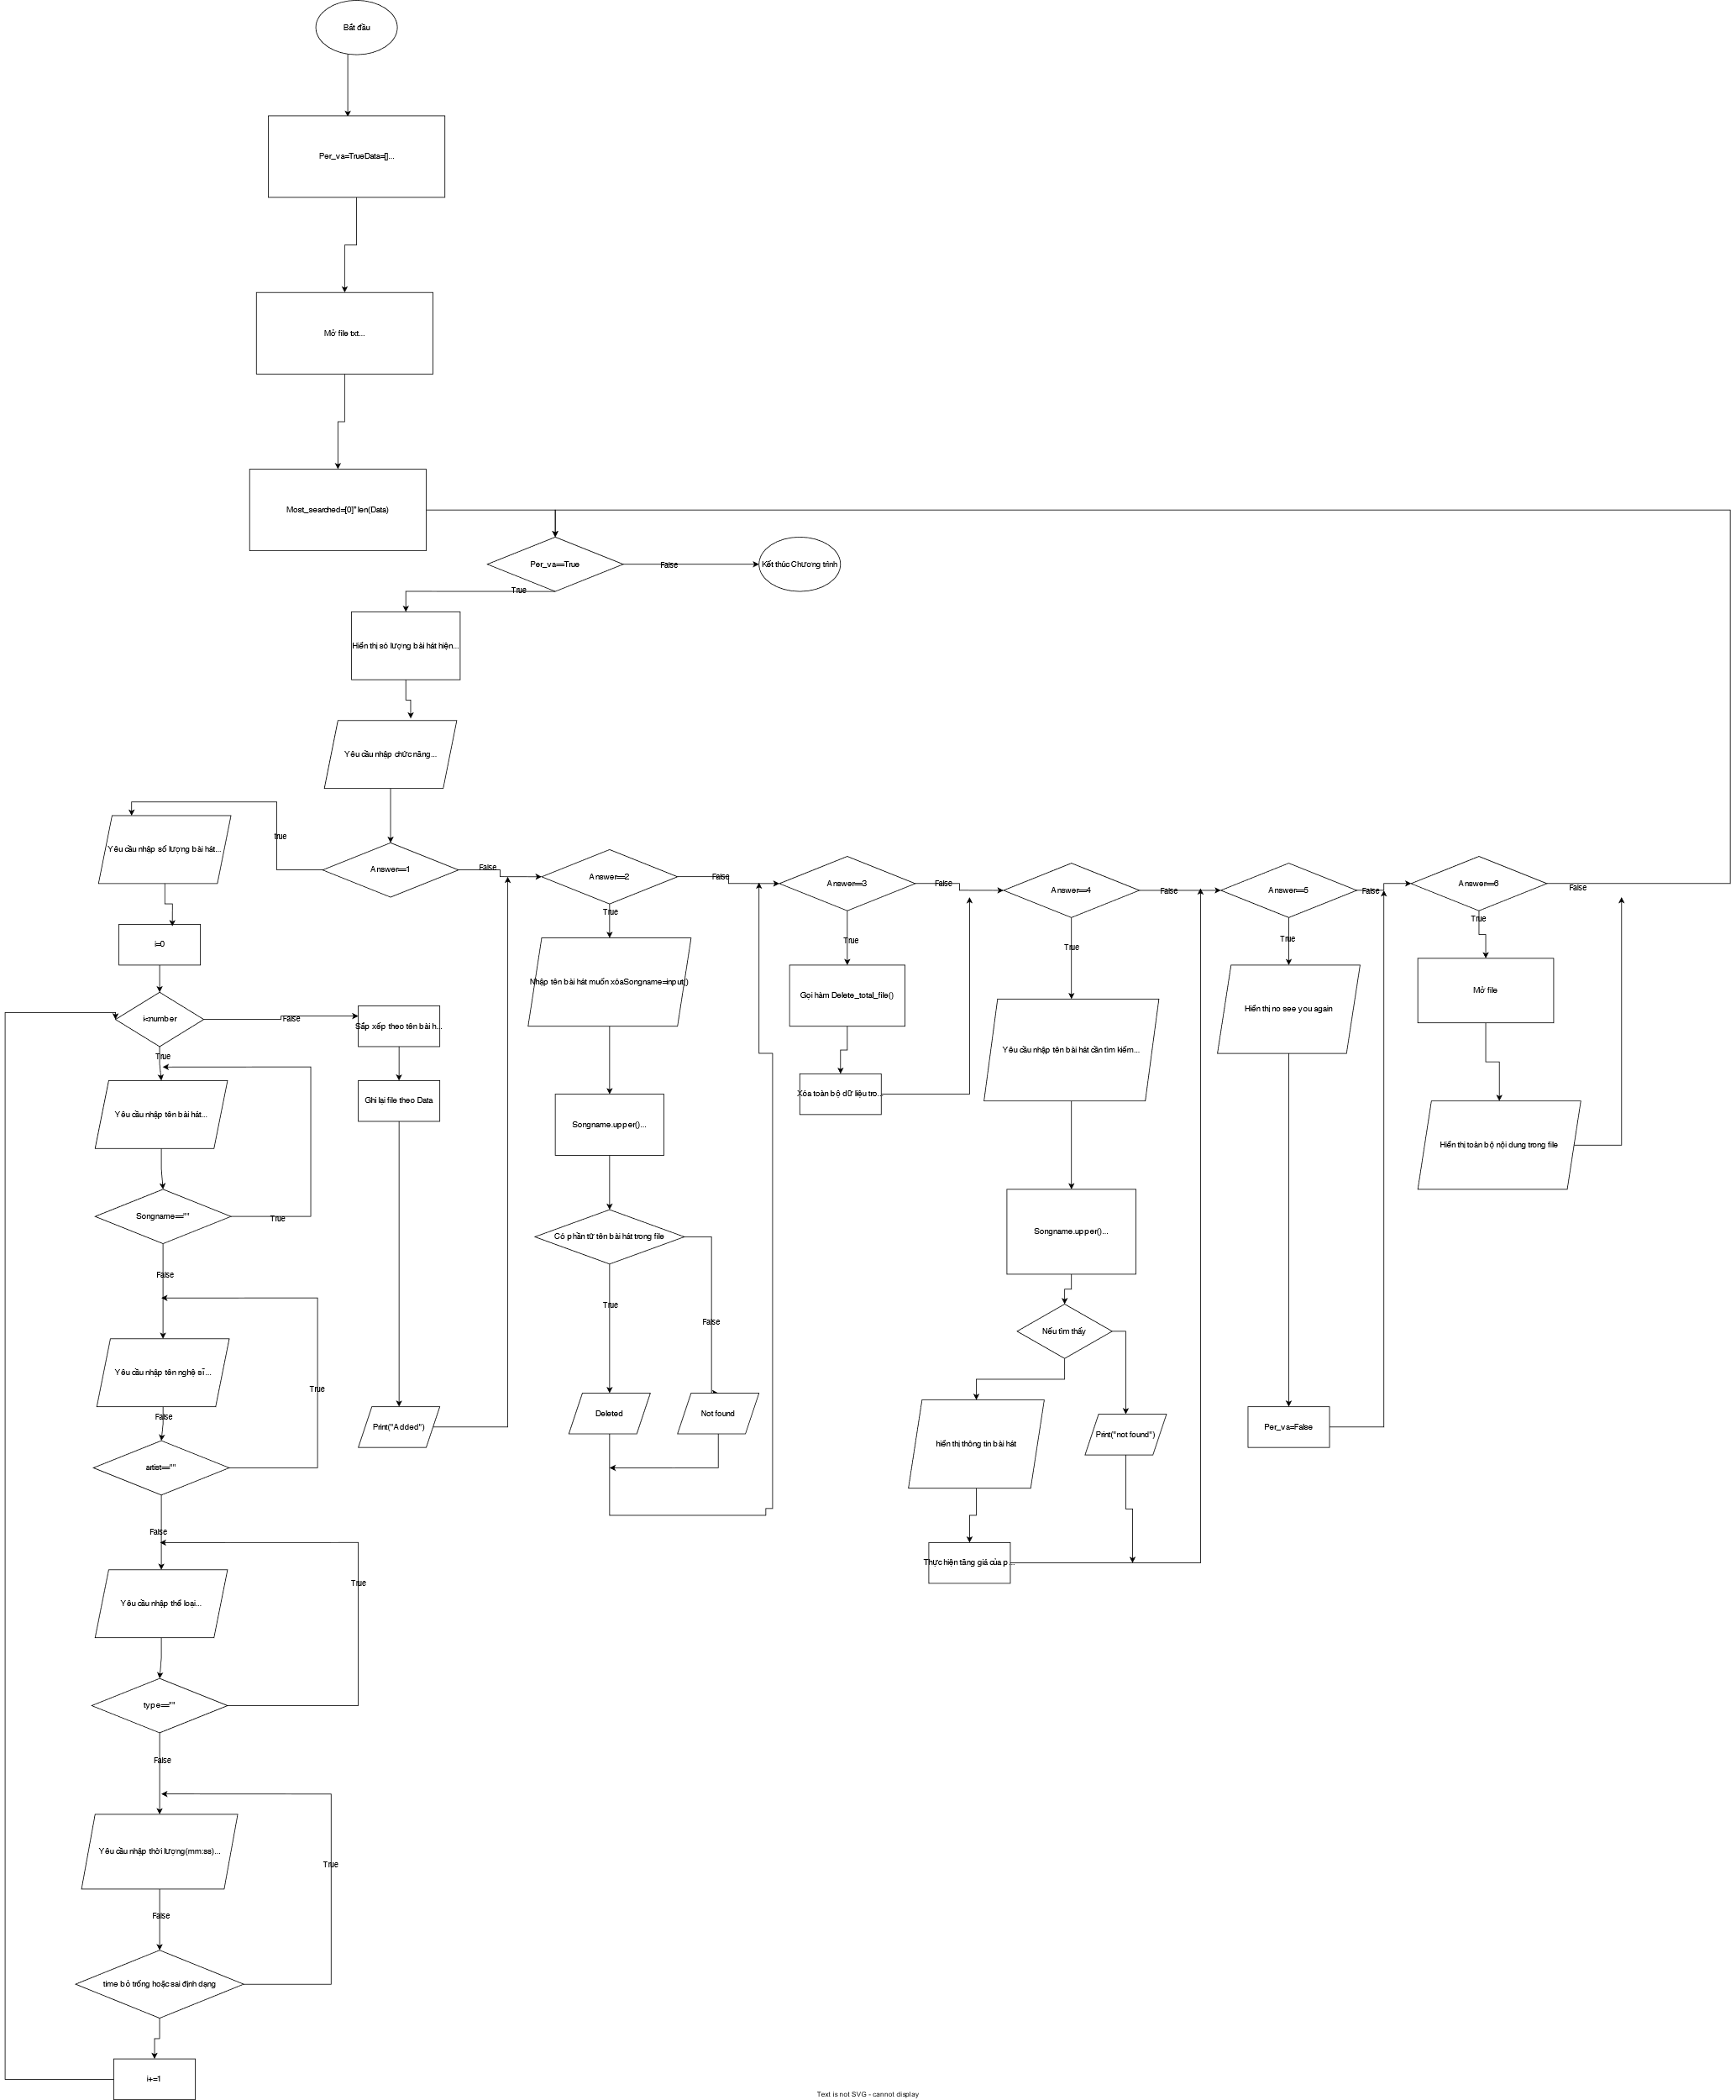 Bắt đầu
Per_va=TrueData=[]...
Mở file txt...
Most_searched=[0]*len(Data)
Per_va==True
False
Kết thúc Chương trình
True
Hiển thị só lượng bài hát hiện...
Yêu cầu nhập chức năng...
true
Yêu cầu nhập số lượng bài hát...
Answer==1
False
Answer==2
False
Answer==3
False
Answer==4
False
Answer==5
False
Answer==6
False
True
True
True
True
True
i=0
Nhập tên bài hát muốn xòaSongname=input()
Gọi hàm Delete_total_file()
Mở file
Hiển thị no see you again
i<number
False
Sắp xếp theo tên bài h...
Yêu cầu nhập tên bài hát cần tìm kiếm...
True
Xóa toàn bộ dữ liệu tro...
Ghi lại file theo Data
Yêu cầu nhập tên bài hát...
Songname.upper()...
Hiển thị toàn bộ nội dung trong file
Songname==""
True
Có phần tử tên bài hát trong file
Songname.upper()...
False
True
False
Nếu tìm thấy
Yêu cầu nhập tên nghệ sĩ...
True
False
Print("Added")
Deleted
Not found
Per_va=False
Print("not found")
hiển thị thông tin bài hát
artist==""
False
Thực hiện tăng giá của p...
True
Yêu cầu nhập thể loại...
type==""
False
Yêu cầu nhập thời lượng(mm:ss)...
True
False
time bỏ trống hoặc sai định dạng
i+=1
Text is not SVG - cannot display